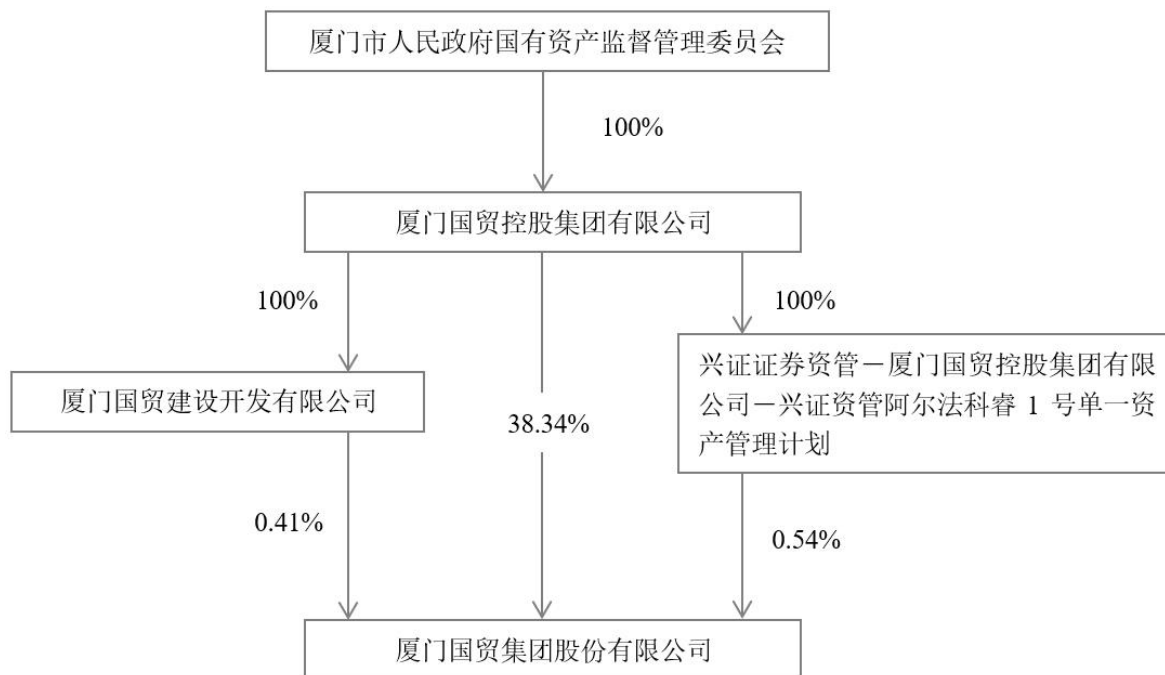 厦门市人民政府国有资产监督管理委员会
100%
厦门国贸控股集团有限公司
100%
100%
厦门国贸建设开发有限公司
38.34%
兴证证券资管－厦门国贸控股集团有限
公司－兴证资管阿尔法科睿 1 号单一资
产管理计划
0.41%
0.54%
厦门国贸集团股份有限公司